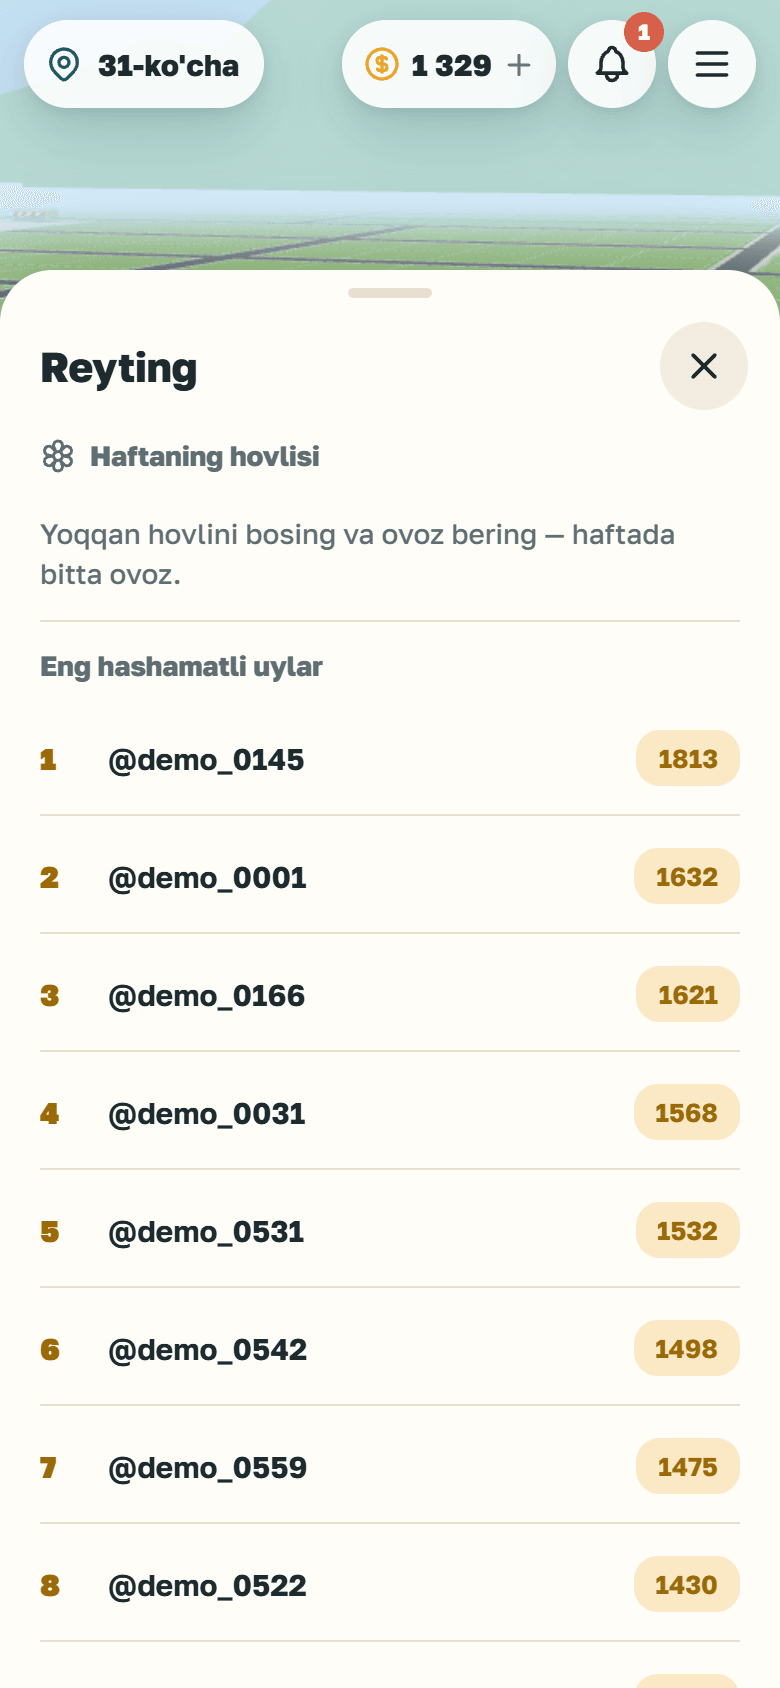 31-ko'cha
1 329
1
Reyting
Haftaning hovlisi
Yoqqan hovlini bosing va ovoz bering — haftada
bitta ovoz.
Eng hashamatli uylar
1 @demo_0145 1813
2 @demo_0001 1632
3 @demo_0166 1621
4 @demo_0031 1568
5 @demo_0531 1532
6 @demo_0542 1498
7 @demo_0559 1475
8 @demo_0522 1430